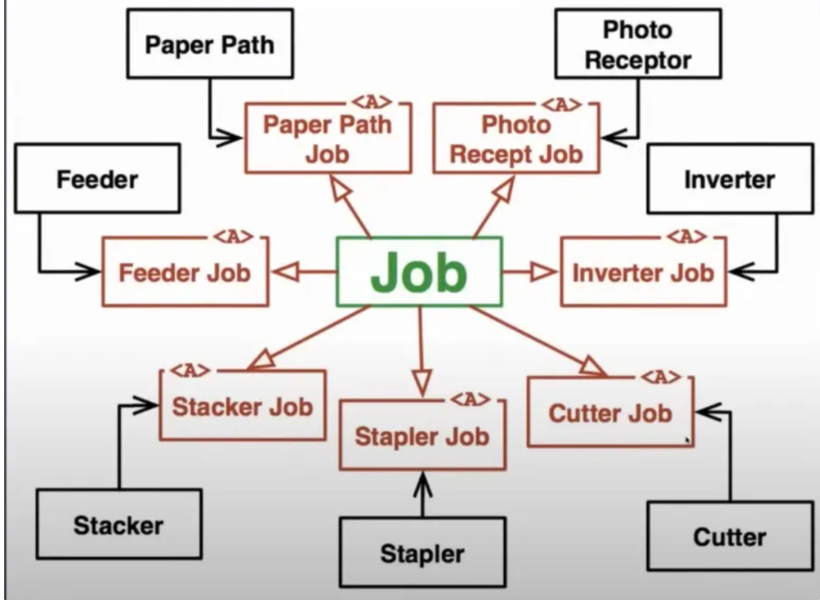 Paper Path
Photo
Receptor
<A>
Paper Path
Job
<A>
Photo
Recept Job
Feeder
Inverter
<A>
Feeder Job
Job
<A>
Inverter Job
<A>
Stacker Job
<A>
Stapler Job
<A>
Cutter Job
Stacker
Stapler
Cutter